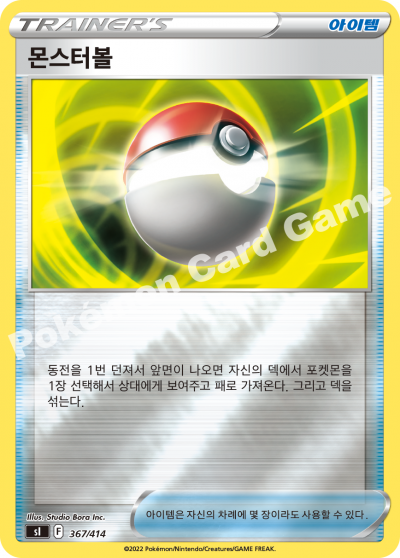 TRAINER'S 아이템
몬스터볼
Pokémon Card Game
동전을 1번 던져서 앞면이 나오면 자신의 덱에서 포켓몬을
1장 선택해서 상대에게 보여주고 패로 가져온다. 그리고 덱을
섞는다.
Illus. Studio Bora Inc.
sI F 367/414
아이템은 자신의 차례에 몇 장이라도 사용할 수 있다.
©2022 Pokémon/Nintendo/Creatures/GAME FREAK.